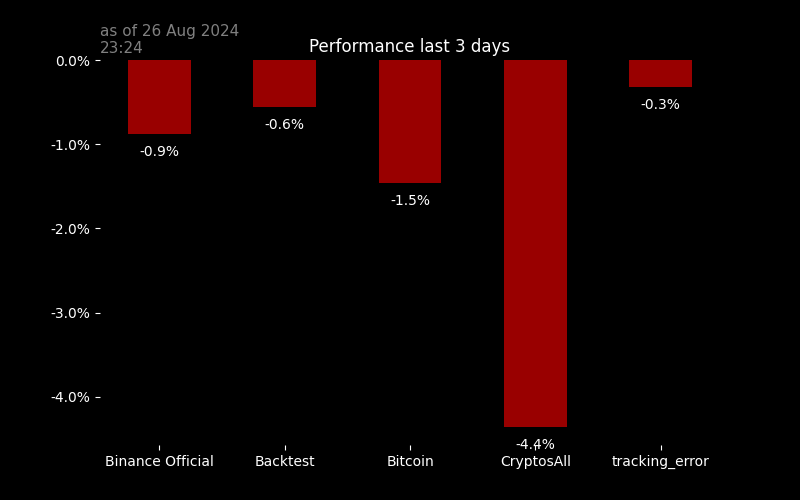 as of 26 Aug 2024
23:24
Performance last 3 days
0.0%
-1.0%
-2.0%
-3.0%
-4.0%
-0.9%
-0.6%
-1.5%
-4.4%
-0.3%
Binance Official
Backtest
Bitcoin
CryptosAll
tracking_error